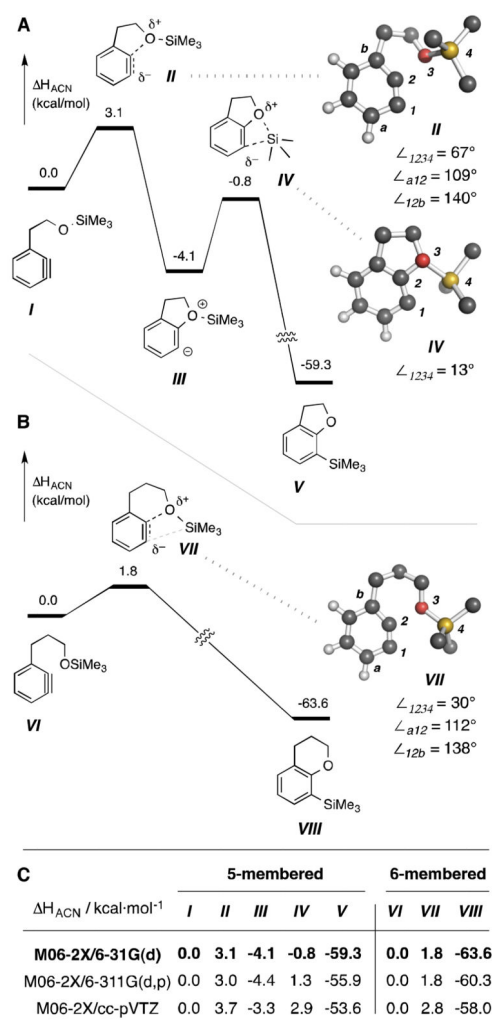 A
ΔH_ACN
(kcal/mol)
δ+
O
SiMe3
δ−
II
3.1
0.0
O
SiMe3
I
δ+
O
Si
δ−
IV
-0.8
-4.1
⊕
O
SiMe3
⊖
III
-59.3
O
SiMe3
V
b
2
3
4
1
a
II
∠1234 = 67°
∠a12 = 109°
∠12b = 140°
3
2
4
1
IV
∠1234 = 13°
B
ΔH_ACN
(kcal/mol)
δ+
O
SiMe3
δ−
VII
1.8
0.0
OSiMe3
VI
-63.6
O
SiMe3
VIII
b
3
2
4
1
a
VII
∠1234 = 30°
∠a12 = 112°
∠12b = 138°
C 5-membered 6-membered
ΔH_ACN / kcal·mol-1 I II III IV V VI VII VIII
M06-2X/6-31G(d) 0.0 3.1 -4.1 -0.8 -59.3 0.0 1.8 -63.6
M06-2X/6-311G(d,p) 0.0 3.0 -4.4 1.3 -55.9 0.0 1.8 -60.3
M06-2X/cc-pVTZ 0.0 3.7 -3.3 2.9 -53.6 0.0 2.8 -58.0